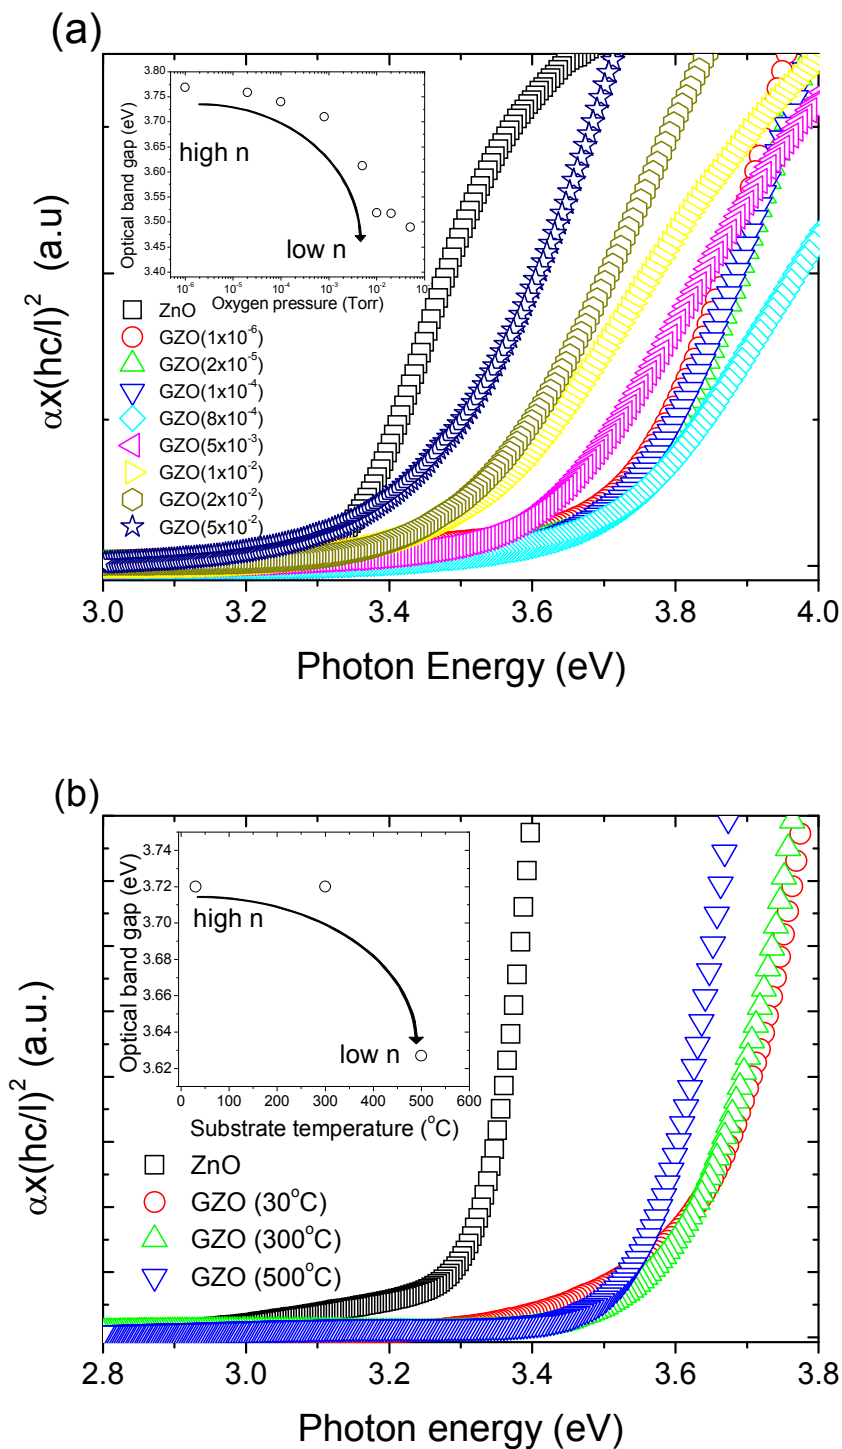 (a)
αx(hc/l)² (a.u)
Optical band gap (eV)
3.80
3.75
3.70
3.65
3.60
3.55
3.50
3.45
3.40
high n
low n
10⁻⁶ 10⁻⁵ 10⁻⁴ 10⁻³ 10⁻² 10⁻¹
Oxygen pressure (Torr)
ZnO
GZO(1x10⁻⁶)
GZO(2x10⁻⁵)
GZO(1x10⁻⁴)
GZO(8x10⁻⁴)
GZO(5x10⁻³)
GZO(1x10⁻²)
GZO(2x10⁻²)
GZO(5x10⁻²)
3.0 3.2 3.4 3.6 3.8 4.0
Photon Energy (eV)
(b)
αx(hc/l)² (a.u.)
Optical band gap (eV)
3.74
3.72
3.70
3.68
3.66
3.64
3.62
high n
low n
0 100 200 300 400 500 600
Substrate temperature (°C)
ZnO
GZO (30°C)
GZO (300°C)
GZO (500°C)
2.8 3.0 3.2 3.4 3.6 3.8
Photon energy (eV)